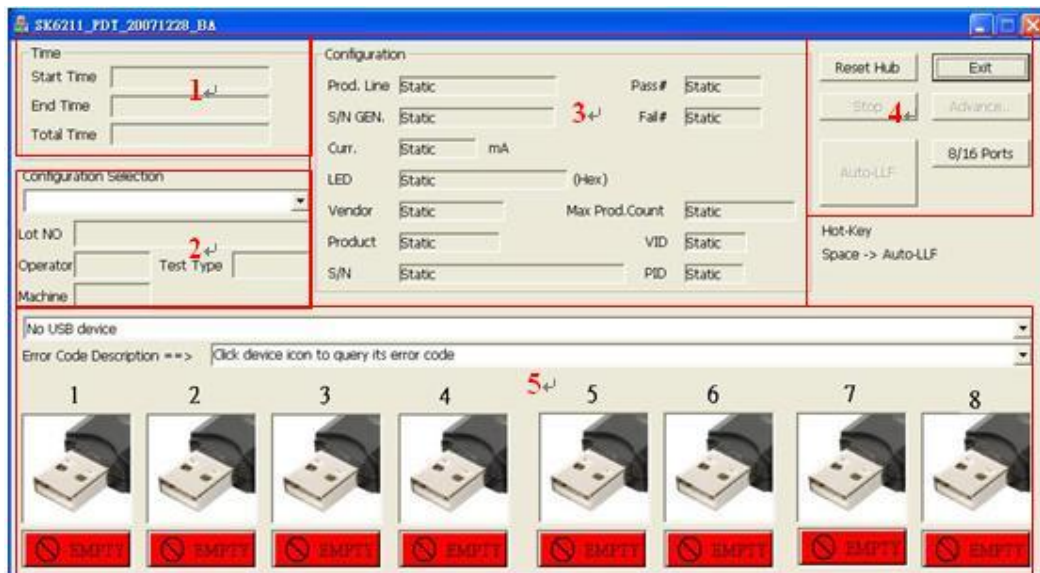 SK6211_PDT_20071228_BA
Time
Start Time
End Time
Total Time
1
Configuration Selection
Lot NO
Operator Test Type
Machine
2
Configuration
Prod. Line Static Pass# Static
S/N GEN. Static Fail# Static
Curr. Static mA
LED Static (Hex)
Vendor Static Max Prod.Count Static
Product Static VID Static
S/N Static PID Static
3
Reset Hub Exit
Stop Advance..
Auto-LLF 8/16 Ports
4
Hot-Key
Space -> Auto-LLF
No USB device
Error Code Description ==> Click device icon to query its error code
5
1 2 3 4 5 6 7 8
EMPTY EMPTY EMPTY EMPTY EMPTY EMPTY EMPTY EMPTY